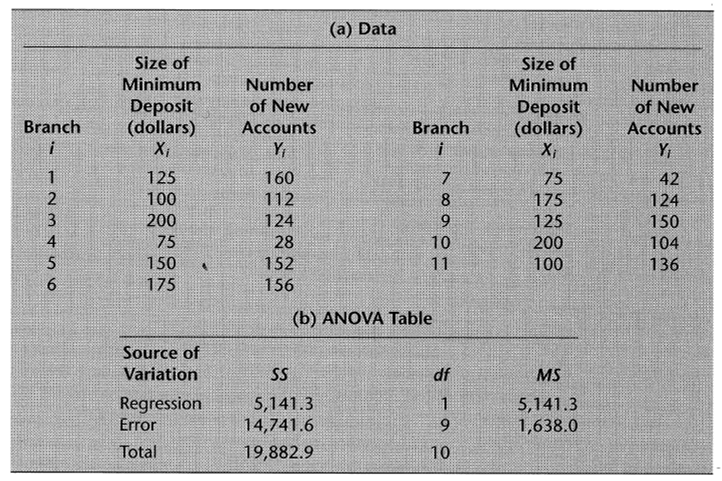 (a) Data
Size of Minimum Deposit (dollars) Number of New Accounts Size of Minimum Deposit (dollars) Number of New Accounts
Branch Branch
i Xi Yi i Xi Yi
1 125 160 7 75 42
2 100 112 8 175 124
3 200 124 9 125 150
4 75 28 10 200 104
5 150 152 11 100 136
6 175 156
(b) ANOVA Table
Source of
Variation SS df MS
Regression 5,141.3 1 5,141.3
Error 14,741.6 9 1,638.0
Total 19,882.9 10